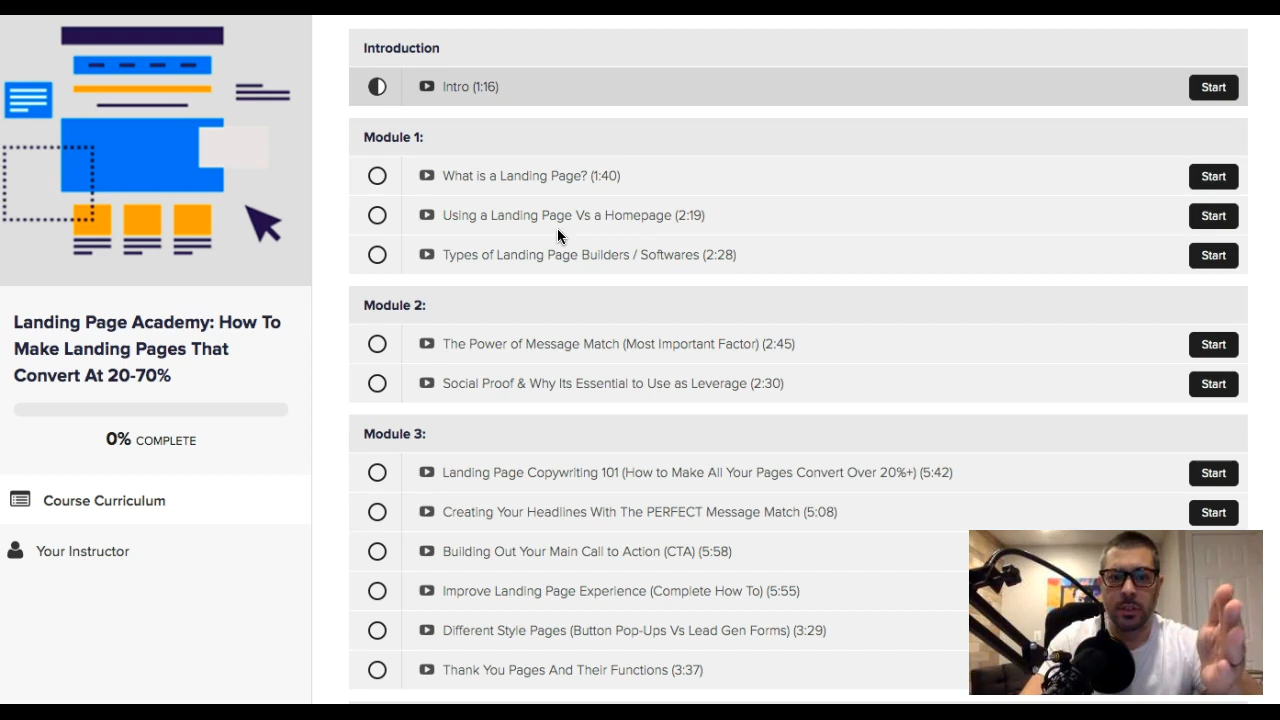 Landing Page Academy: How To
Make Landing Pages That
Convert At 20-70%
0% COMPLETE
Course Curriculum
Your Instructor
Introduction
Intro (1:16)
Start
Module 1:
What is a Landing Page? (1:40)
Start
Using a Landing Page Vs a Homepage (2:19)
Start
Types of Landing Page Builders / Softwares (2:28)
Start
Module 2:
The Power of Message Match (Most Important Factor) (2:45)
Start
Social Proof & Why Its Essential to Use as Leverage (2:30)
Start
Module 3:
Landing Page Copywriting 101 (How to Make All Your Pages Convert Over 20%+) (5:42)
Start
Creating Your Headlines With The PERFECT Message Match (5:08)
Start
Building Out Your Main Call to Action (CTA) (5:58)
Improve Landing Page Experience (Complete How To) (5:55)
Different Style Pages (Button Pop-Ups Vs Lead Gen Forms) (3:29)
Thank You Pages And Their Functions (3:37)